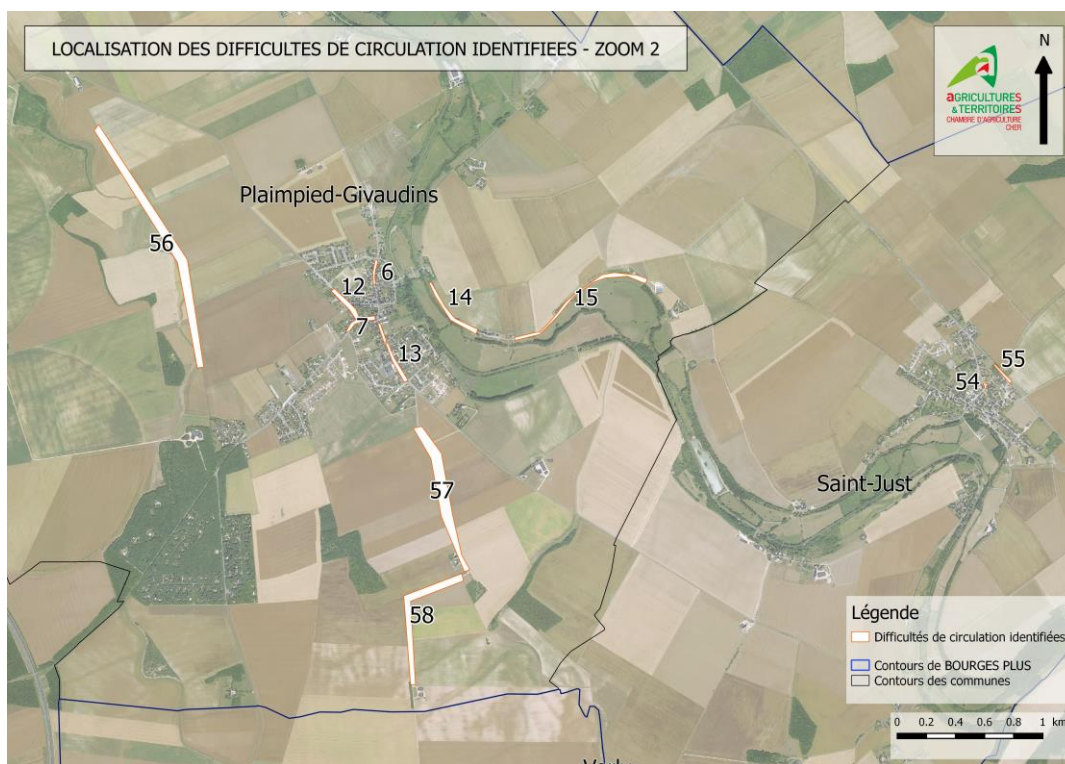 LOCALISATION DES DIFFICULTES DE CIRCULATION IDENTIFIEES - ZOOM 2
AGRICULTURES
& TERRITOIRES
CHAMBRE D'AGRICULTURE
CHER
N
Plaimpied-Givaudins
56
6
12
14
15
7
13
55
54
57
Saint-Just
58
Légende
Difficultés de circulation identifiées
Contours de BOURGES PLUS
Contours des communes
0 0.2 0.4 0.6 0.8 1 km